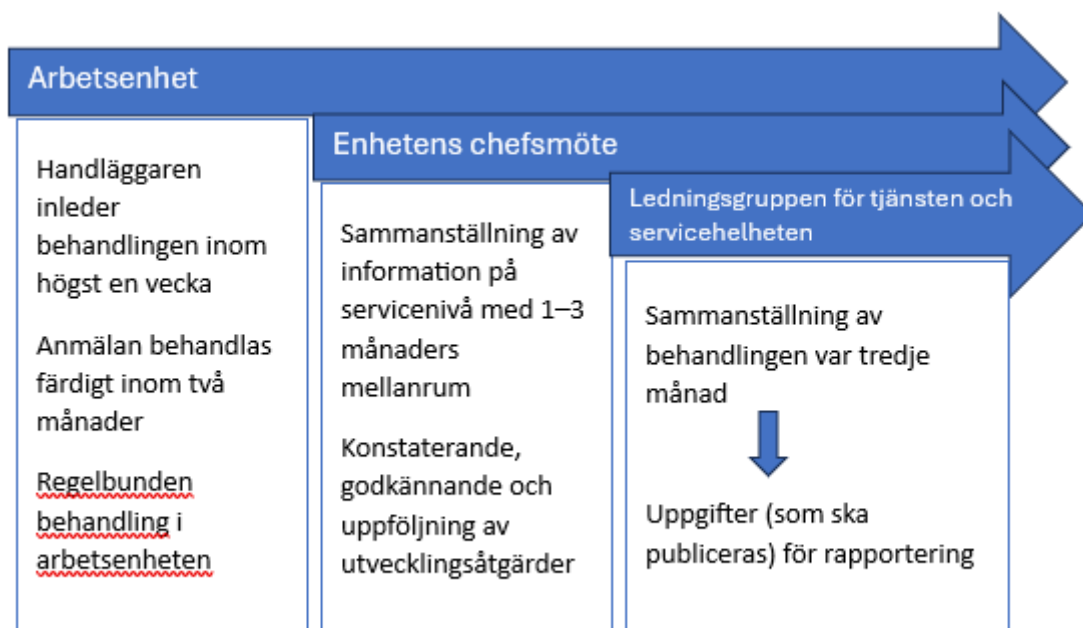 Arbetsenhet
Handläggaren
inleder
behandlingen inom
högst en vecka
Anmälan behandlas
färdigt inom två
månader
Regelbunden
behandling i
arbetsenheten
Enhetens chefsmöte
Sammanställning av
information på
servicenivå med 1–3
månaders
mellanrum
Konstaterande,
godkännande och
uppföljning av
utvecklingsåtgärder
Ledningsgruppen för tjänsten och
servicehelheten
Sammanställning av
behandlingen var tredje
månad
Uppgifter (som ska
publiceras) för rapportering